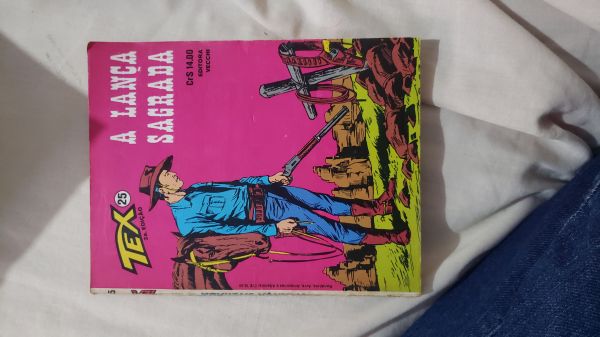 TEX
25
2a. EDIÇÃO
A LANÇA
SAGRADA
Cr$ 14,00
EDITORA
VECCHI